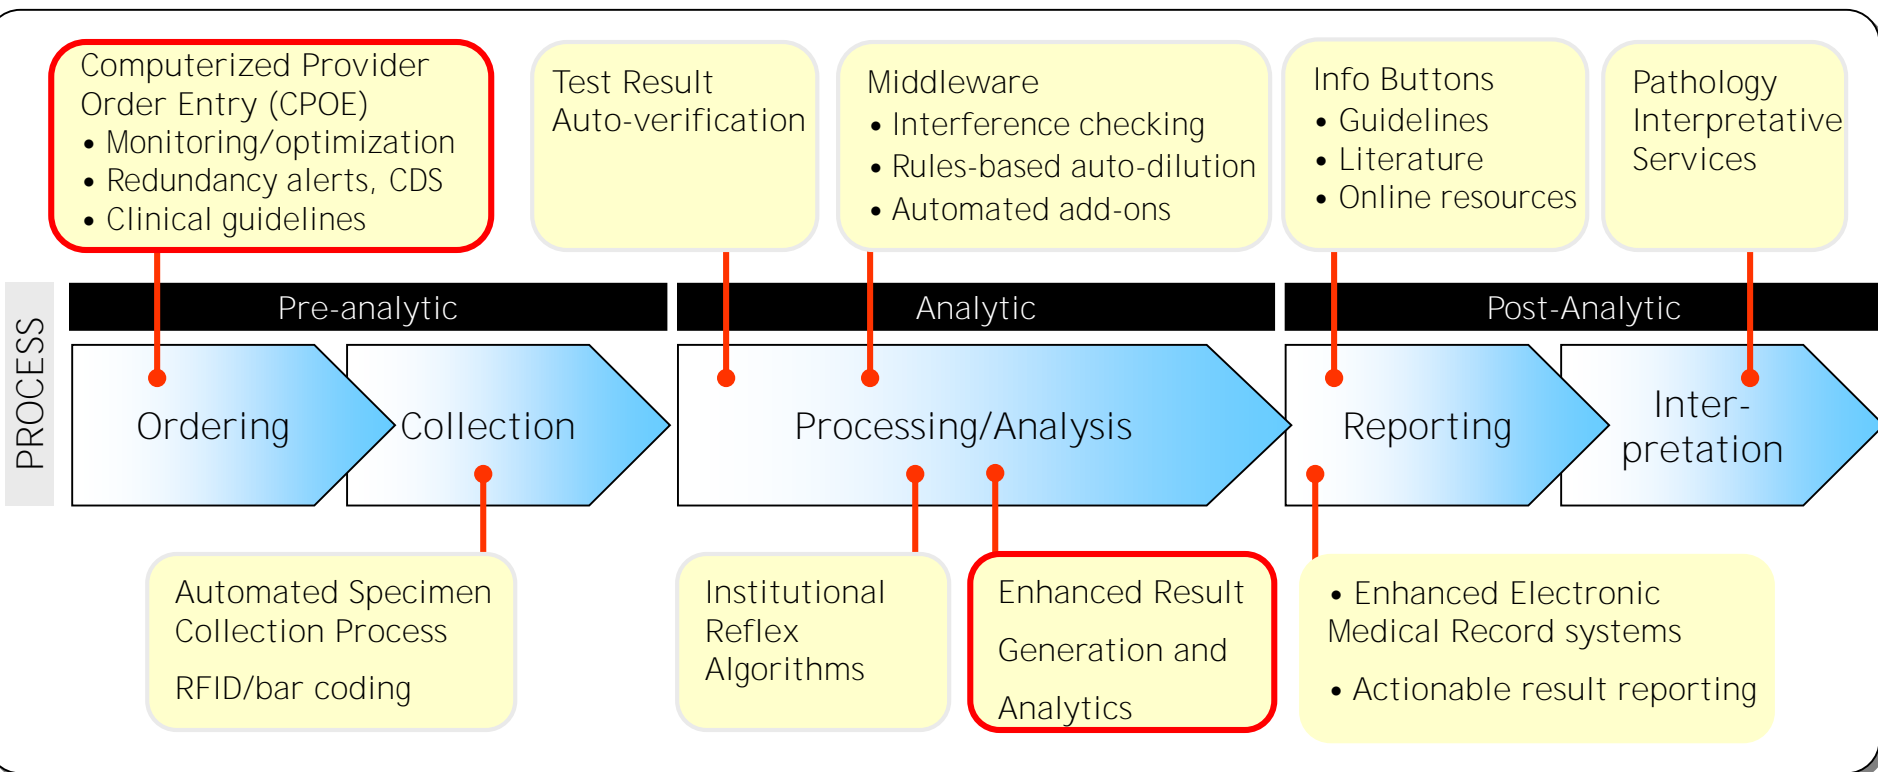 Computerized Provider
Order Entry (CPOE)
• Monitoring/optimization
• Redundancy alerts, CDS
• Clinical guidelines
Test Result
Auto-verification
Middleware
• Interference checking
• Rules-based auto-dilution
• Automated add-ons
Info Buttons
• Guidelines
• Literature
• Online resources
Pathology
Interpretative
Services
PROCESS
Pre-analytic
Analytic
Post-Analytic
Ordering
Collection
Processing/Analysis
Reporting
Inter-
pretation
Automated Specimen
Collection Process
RFID/bar coding
Institutional
Reflex
Algorithms
Enhanced Result
Generation and
Analytics
• Enhanced Electronic
Medical Record systems
• Actionable result reporting